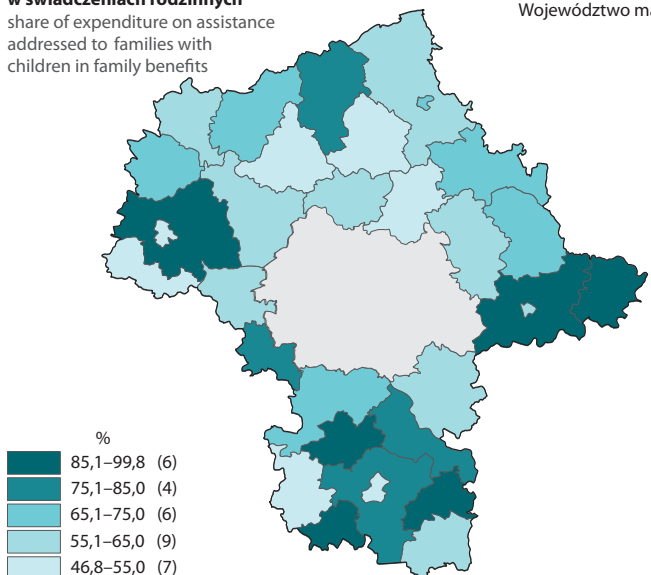 w świadczeniach rodzinnych
share of expenditure on assistance
addressed to families with
children in family benefits
Województwo ma
%
85,1–99,8 (6)
75,1–85,0 (4)
65,1–75,0 (6)
55,1–65,0 (9)
46,8–55,0 (7)